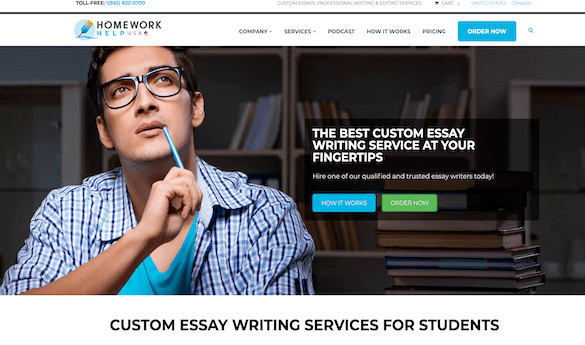 TOLL-FREE: 1(855) 822-0700
CUSTOM ESSAYS, PROFESSIONAL WRITING & EDITING SERVICES.
CART 0
UNITED STATES CANADA
HOMEWORK
HELP USA
COMPANY SERVICES PODCAST HOW IT WORKS PRICING ORDER NOW
THE BEST CUSTOM ESSAY
WRITING SERVICE AT YOUR
FINGERTIPS
Hire one of our qualified and trusted essay writers today!
HOW IT WORKS ORDER NOW
CUSTOM ESSAY WRITING SERVICES FOR STUDENTS